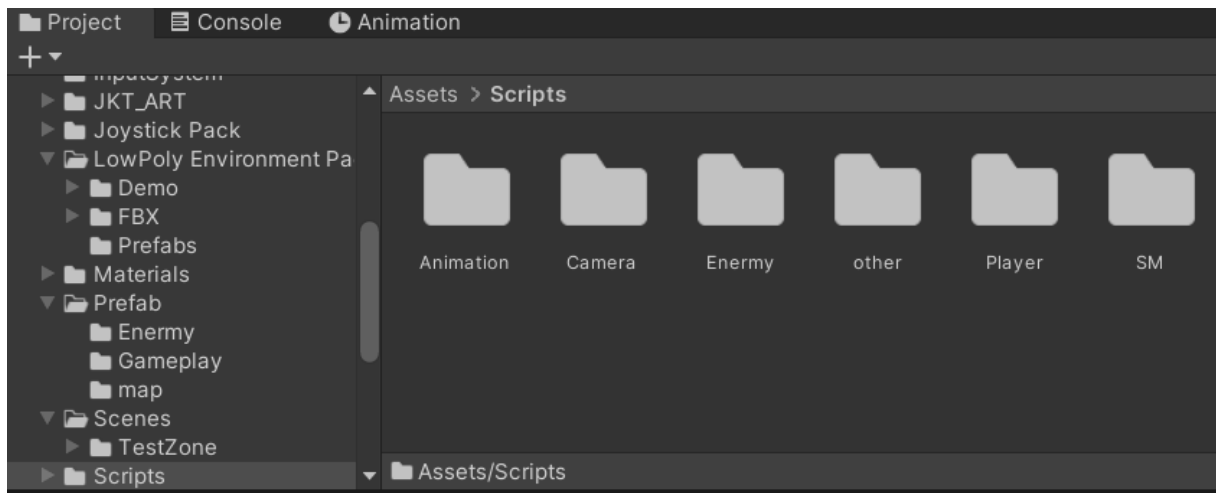 Project Console Animation
InputSystem
JKT_ART
Joystick Pack
LowPoly Environment Pa
Demo
FBX
Prefabs
Materials
Prefab
Enermy
Gameplay
map
Scenes
TestZone
Scripts
Assets > Scripts
Animation Camera Enermy other Player SM
Assets/Scripts